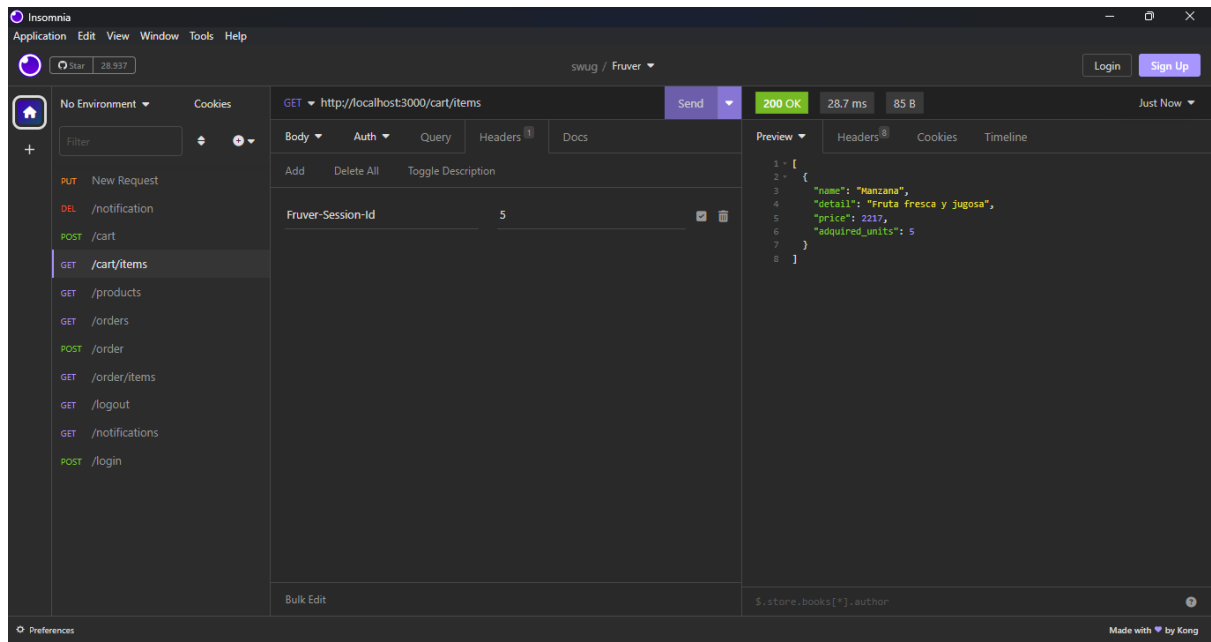 Insomnia
Application Edit View Window Tools Help
Star 28.937
swug / Fruver
Login Sign Up
No Environment Cookies
Filter
PUT New Request
DEL /notification
POST /cart
GET /cart/items
GET /products
GET /orders
POST /order
GET /order/items
GET /logout
GET /notifications
POST /login
GET http://localhost:3000/cart/items Send
Body Auth Query Headers 1 Docs
Add Delete All Toggle Description
Fruver-Session-Id 5
Bulk Edit
200 OK 28.7 ms 85 B Just Now
Preview Headers 8 Cookies Timeline
1 [
2 {
3 "name": "Manzana",
4 "detail": "Fruta fresca y jugosa",
5 "price": 2217,
6 "adquired_units": 5
7 }
8 ]
$.store.books[*].author
Preferences
Made with 💜 by Kong